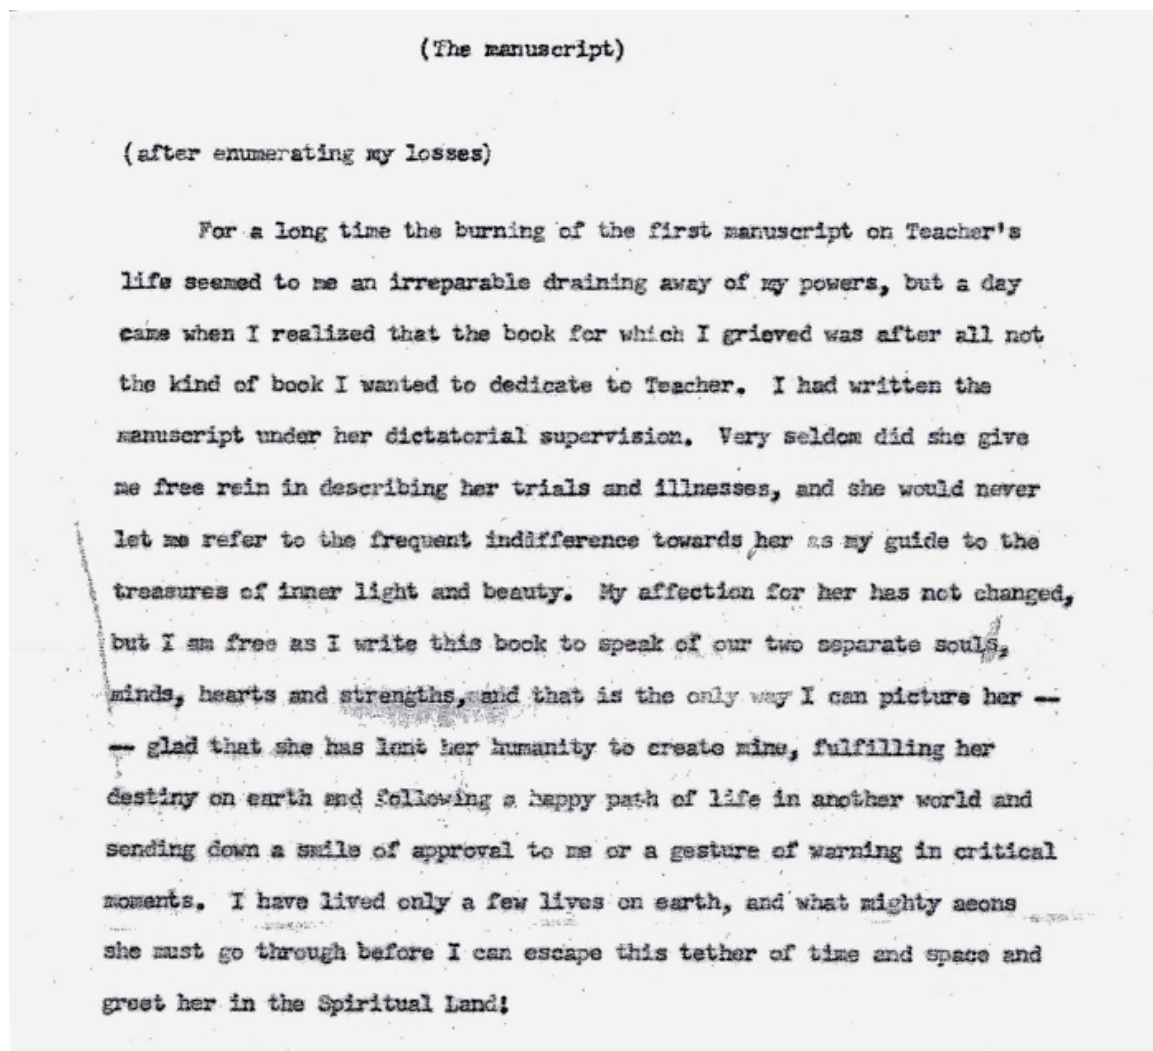 (The manuscript)
(after enumerating my losses)
For a long time the burning of the first manuscript on Teacher's
life seemed to me an irreparable draining away of my powers, but a day
came when I realized that the book for which I grieved was after all not
the kind of book I wanted to dedicate to Teacher. I had written the
manuscript under her dictatorial supervision. Very seldom did she give
me free rein in describing her trials and illnesses, and she would never
let me refer to the frequent indifference towards her as my guide to the
treasures of inner light and beauty. My affection for her has not changed,
but I am free as I write this book to speak of our two separate souls,
minds, hearts and strengths, and that is the only way I can picture her --
-- glad that she has lent her humanity to create mine, fulfilling her
destiny on earth and following a happy path of life in another world and
sending down a smile of approval to me or a gesture of warning in critical
moments. I have lived only a few lives on earth, and what mighty aeons
she must go through before I can escape this tether of time and space and
greet her in the Spiritual Land!